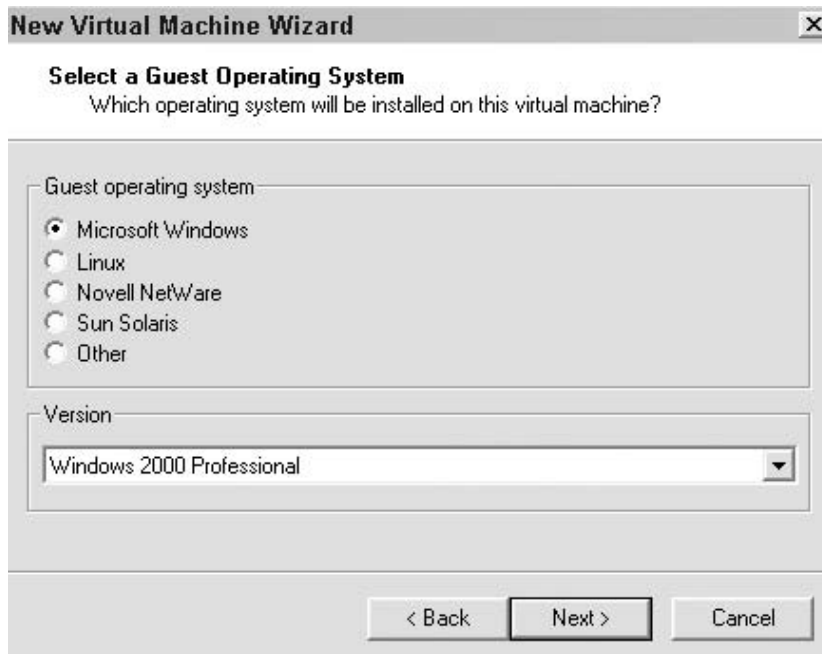 New Virtual Machine Wizard
Select a Guest Operating System
Which operating system will be installed on this virtual machine?
Guest operating system
Microsoft Windows
Linux
Novell NetWare
Sun Solaris
Other
Version
Windows 2000 Professional
< Back Next > Cancel